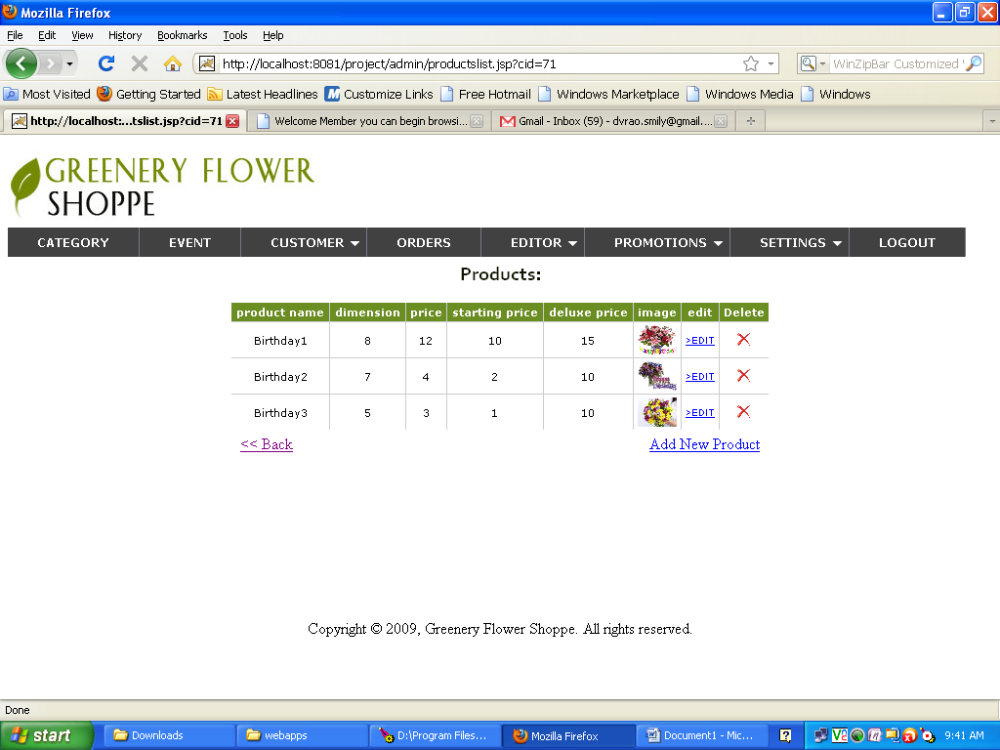 Mozilla Firefox
File Edit View History Bookmarks Tools Help
http://localhost:8081/project/admin/productslist.jsp?cid=71 WinZipBar Customized
Most Visited Getting Started Latest Headlines Customize Links Free Hotmail Windows Marketplace Windows Media Windows
http://localhost:...tslist.jsp?cid=71 Welcome Member you can begin browsi... Gmail - Inbox (59) - dvrao.smily@gmail....
GREENERY FLOWER
SHOPPE
CATEGORY EVENT CUSTOMER ORDERS EDITOR PROMOTIONS SETTINGS LOGOUT
Products:
product name dimension price starting price deluxe price image edit Delete
Birthday1 8 12 10 15 >EDIT
Birthday2 7 4 2 10 >EDIT
Birthday3 5 3 1 10 >EDIT
<< Back Add New Product
Copyright © 2009, Greenery Flower Shoppe. All rights reserved.
Done
start Downloads webapps D:\Program Files... Mozilla Firefox Document1 - Mic... 9:41 AM